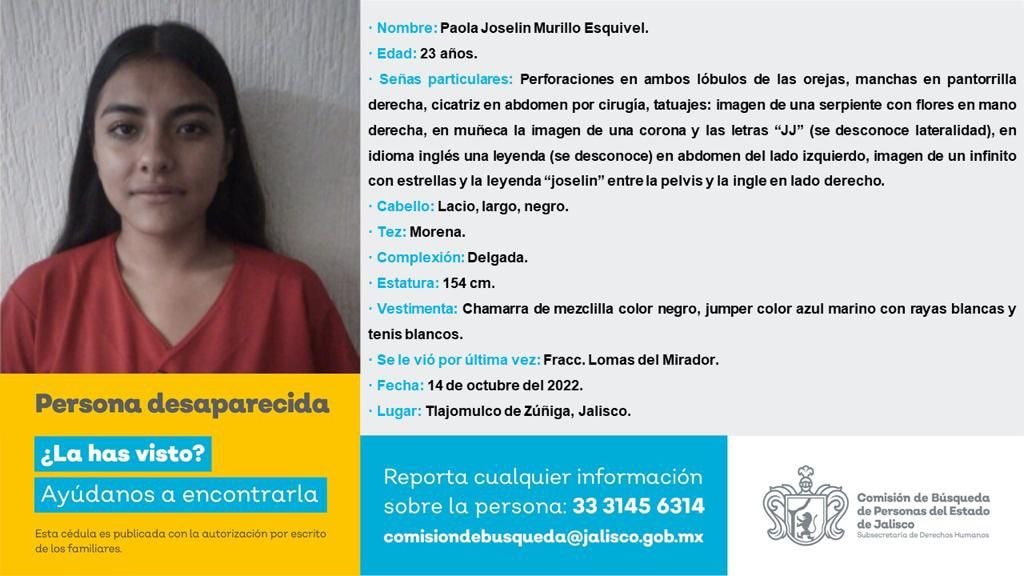 · Nombre: Paola Joselin Murillo Esquivel.
· Edad: 23 años.
· Señas particulares: Perforaciones en ambos lóbulos de las orejas, manchas en pantorrilla
derecha, cicatriz en abdomen por cirugía, tatuajes: imagen de una serpiente con flores en mano
derecha, en muñeca la imagen de una corona y las letras “JJ” (se desconoce lateralidad), en
idioma inglés una leyenda (se desconoce) en abdomen del lado izquierdo, imagen de un infinito
con estrellas y la leyenda “joselin” entre la pelvis y la ingle en lado derecho.
· Cabello: Lacio, largo, negro.
· Tez: Morena.
· Complexión: Delgada.
· Estatura: 154 cm.
· Vestimenta: Chamarra de mezclilla color negro, jumper color azul marino con rayas blancas y
tenis blancos.
· Se le vió por última vez: Fracc. Lomas del Mirador.
· Fecha: 14 de octubre del 2022.
· Lugar: Tlajomulco de Zúñiga, Jalisco.
Persona desaparecida
¿La has visto?
Ayúdanos a encontrarla
Esta cédula es publicada con la autorización por escrito
de los familiares.
Reporta cualquier información
sobre la persona: 33 3145 6314
comisiondebusqueda@jalisco.gob.mx
Comisión de Búsqueda
de Personas del Estado
de Jalisco
Subsecretaría de Derechos Humanos